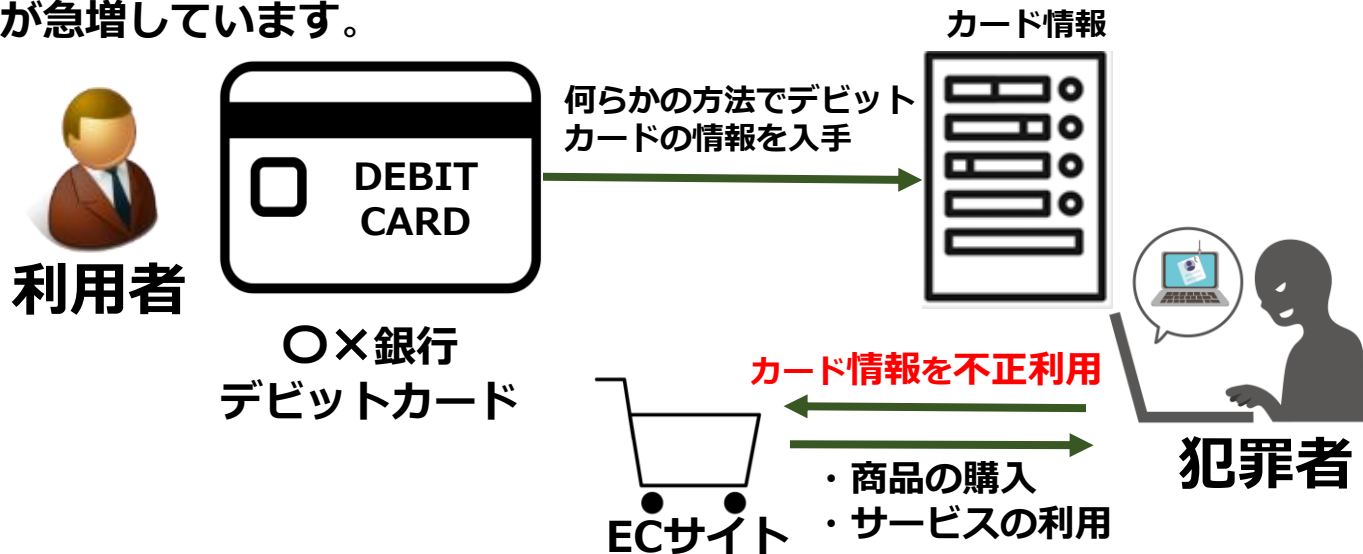 が急増しています。
カード情報
何らかの方法でデビット
カードの情報を入手
DEBIT
CARD
利用者
〇×銀行
デビットカード
カード情報を不正利用
犯罪者
・商品の購入
・サービスの利用
ECサイト